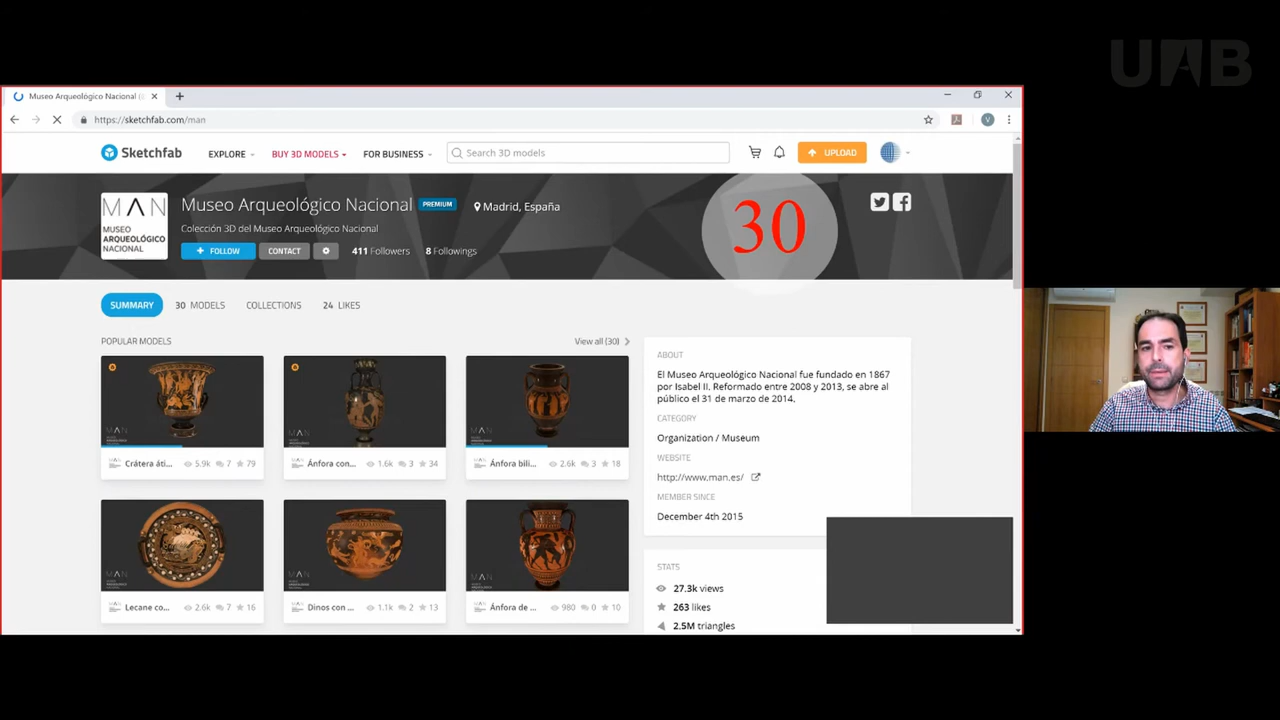 UAB
Museo Arqueológico Nacional (
https://sketchfab.com/man
V
Sketchfab EXPLORE BUY 3D MODELS FOR BUSINESS Search 3D models UPLOAD
MAN
MUSEO
ARQUEOLÓGICO
NACIONAL
Museo Arqueológico Nacional PREMIUM Madrid, España
Colección 3D del Museo Arqueológico Nacional
FOLLOW CONTACT 411 Followers 8 Followings
30
SUMMARY 30 MODELS COLLECTIONS 24 LIKES
POPULAR MODELS View all (30)
Crátera áti... 5.9k 7 79
Ánfora con... 1.6k 3 34
Ánfora bili... 2.6k 3 18
Lecane co... 2.6k 7 16
Dinos con ... 1.1k 2 13
Ánfora de ... 980 0 10
ABOUT
El Museo Arqueológico Nacional fue fundado en 1867
por Isabel II. Reformado entre 2008 y 2013, se abre al
público el 31 de marzo de 2014.
CATEGORY
Organization / Museum
WEBSITE
http://www.man.es/
MEMBER SINCE
December 4th 2015
STATS
27.3k views
263 likes
2.5M triangles